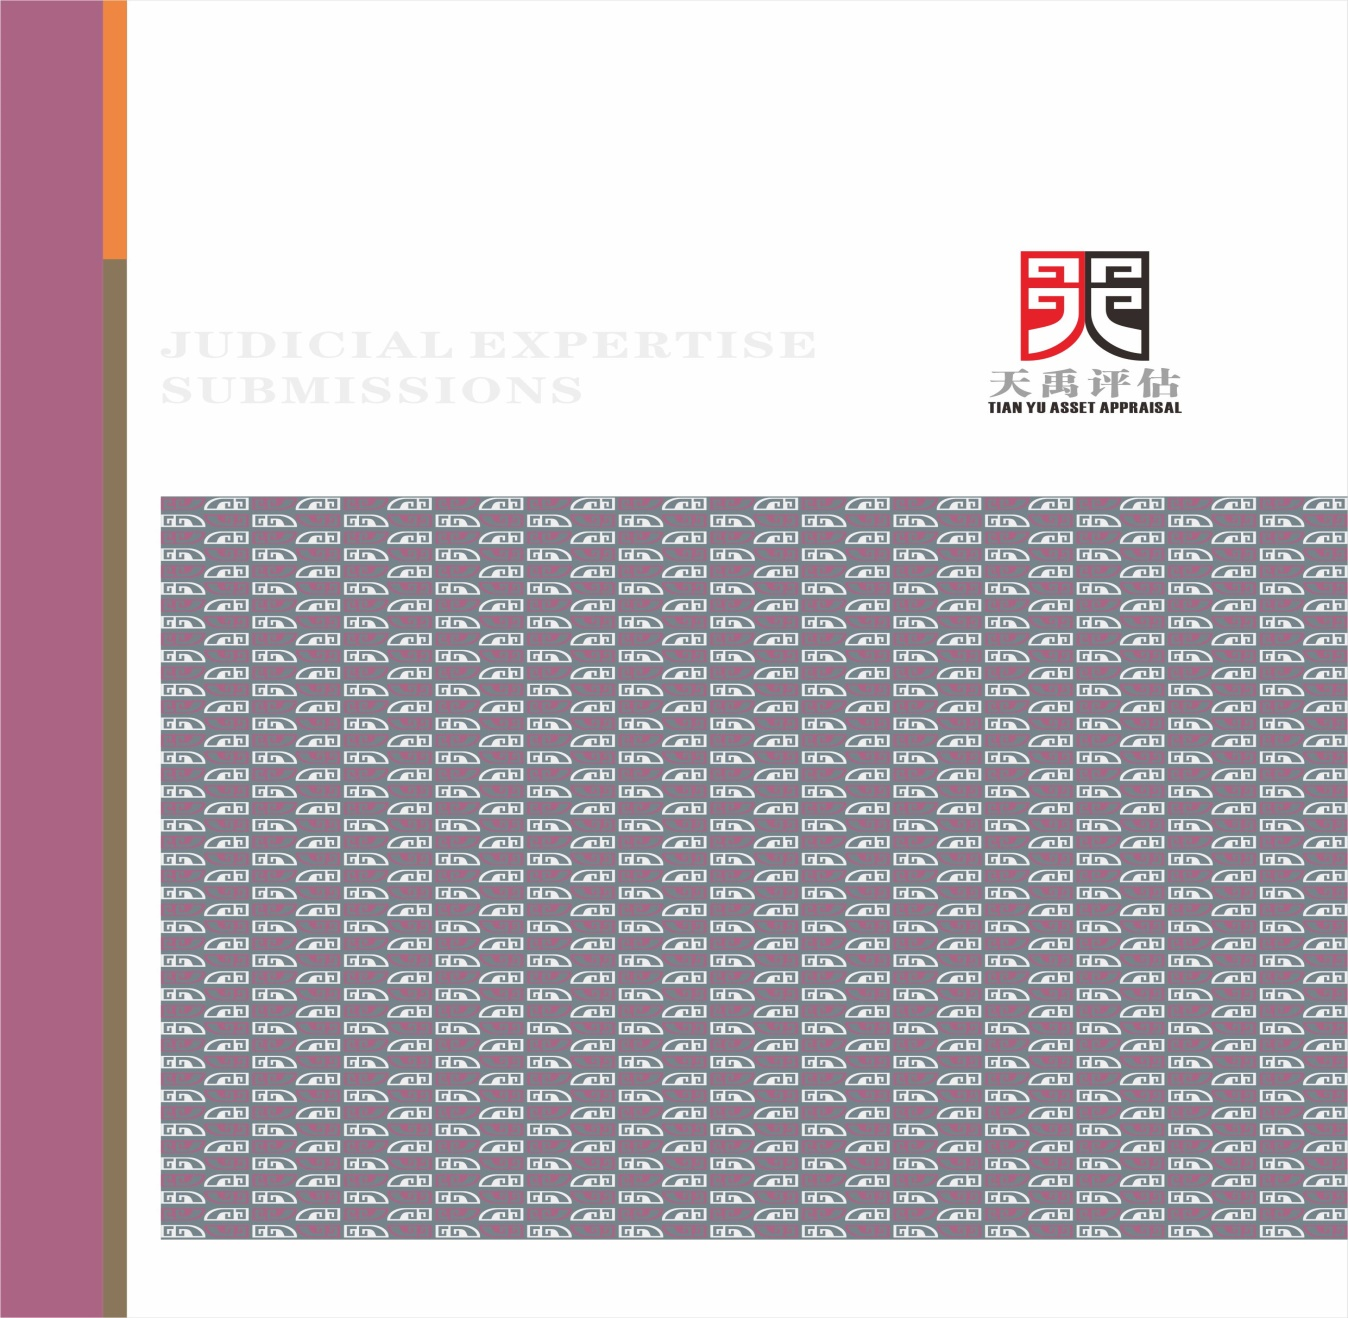 JUDICIAL EXPERTISE
SUBMISSIONS
天禹评估
TIAN YU ASSET APPRAISAL